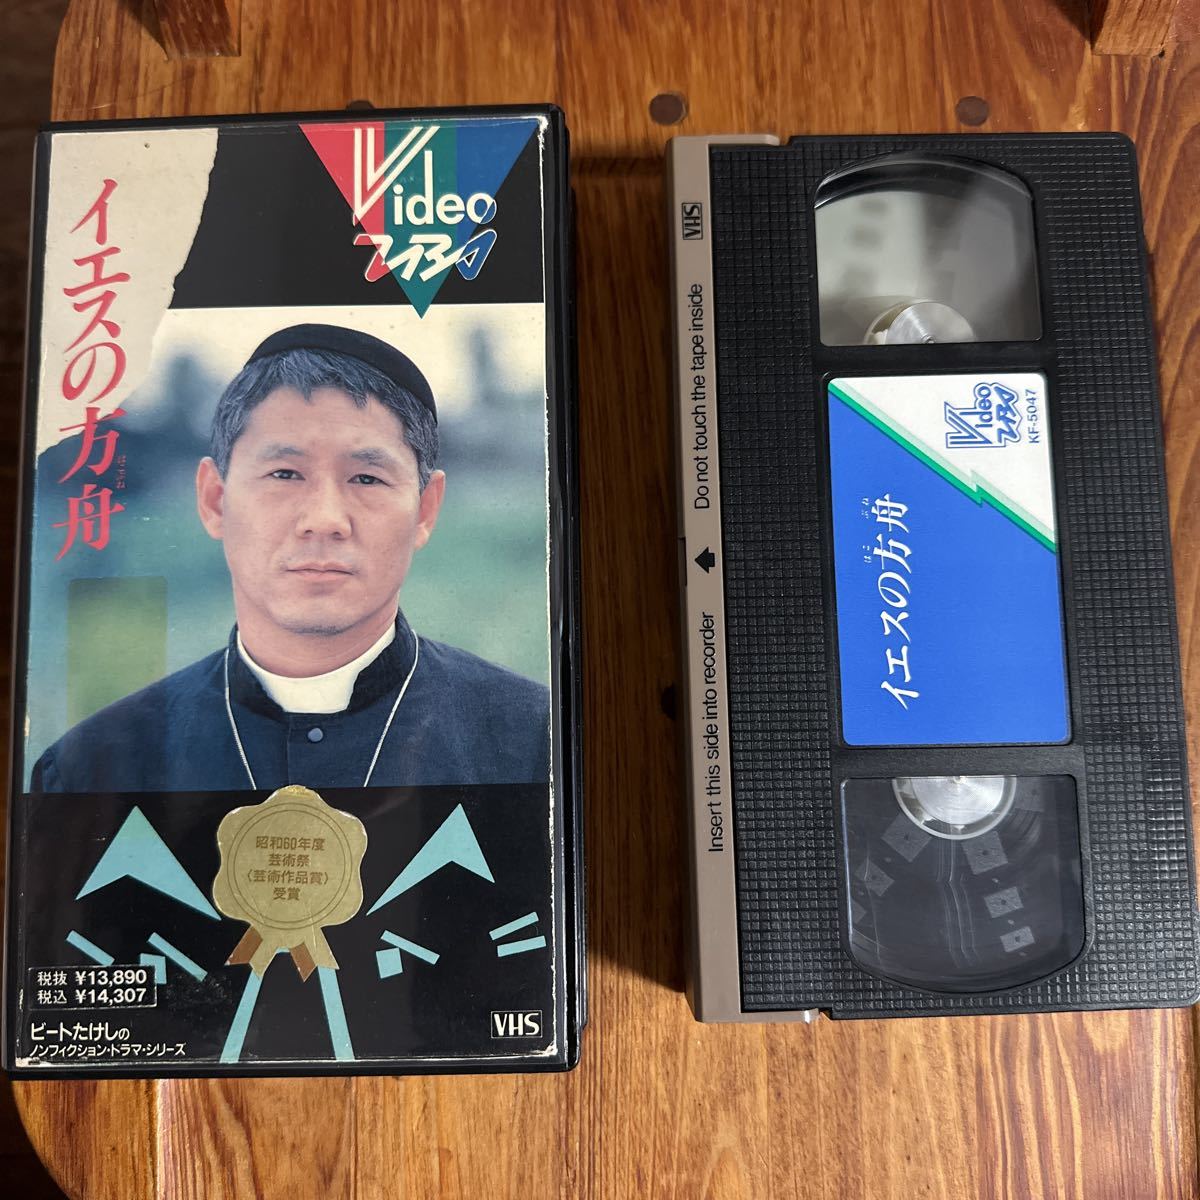 イエスの方舟
はこぶね
Video
TBS
昭和60年度
芸術祭
〈芸術作品賞〉
受賞
税抜 ¥13,890
税込 ¥14,307
ビートたけしの
ノンフィクション・ドラマ・シリーズ
VHS
VHS
Do not touch the tape inside
Insert this side into recorder
Video
TBS
KF-5047
イエスの方舟
はこぶね